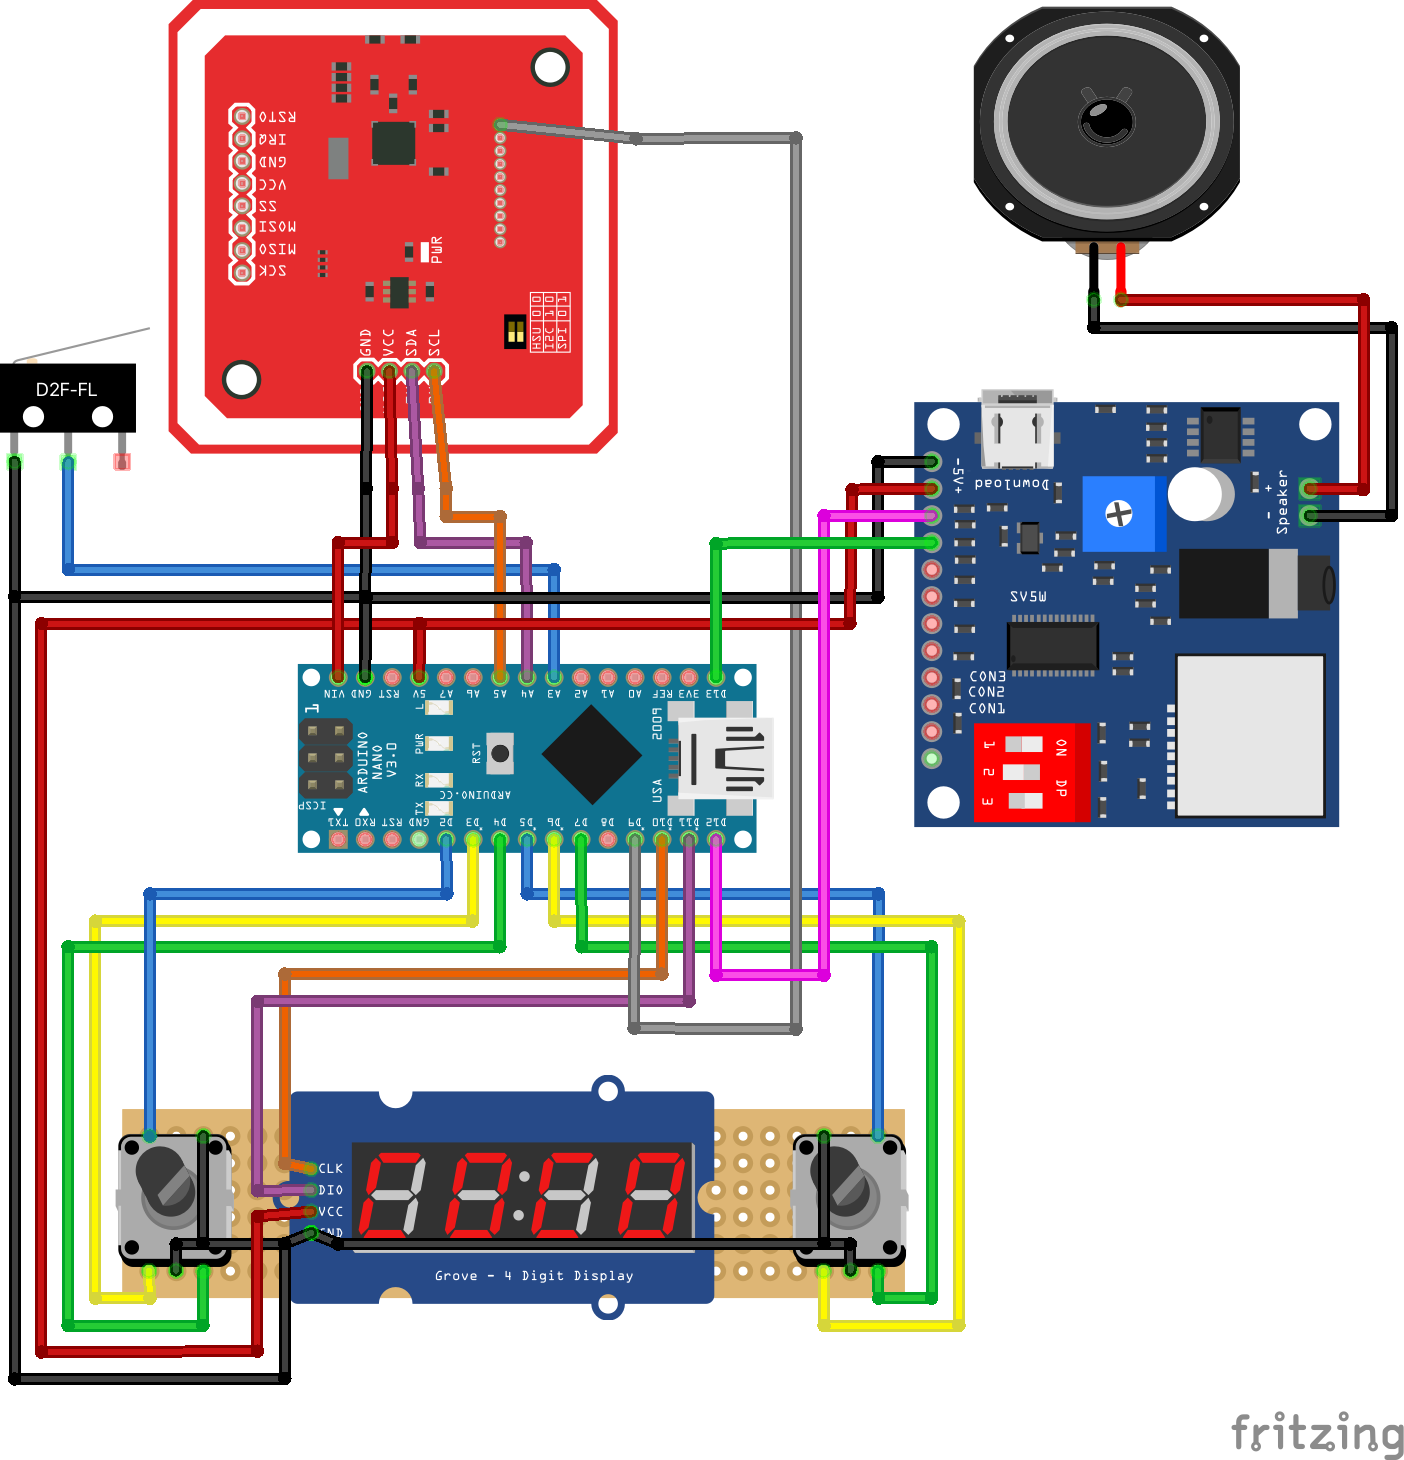 RSTO
IRQ
GND
VCC
SS
MOSI
MISO
SCK
PWR
HSU 0 0
I2C 1 0
SPI 0 1
GND
VCC
SDA
SCL
D2F-FL
-
5V+
Download
+
-
Speaker
SV5W
CON3
CON2
CON1
1
2
3
ON
DP
VIN
GND
RST
5V
A7
A6
A5
A4
A3
A2
A1
A0
REF
3V3
D13
1
L
PWR
RX
TX
RST
ARDUINO
NANO
V3.0
ARDUINO.CC
USA
ICSP
TX1
RX0
RST
GND
D2
D3
D4
D5
D6
D7
D8
D9
D10
D11
D12
CLK
DIO
VCC
GND
Grove - 4 Digit Display
fritzing